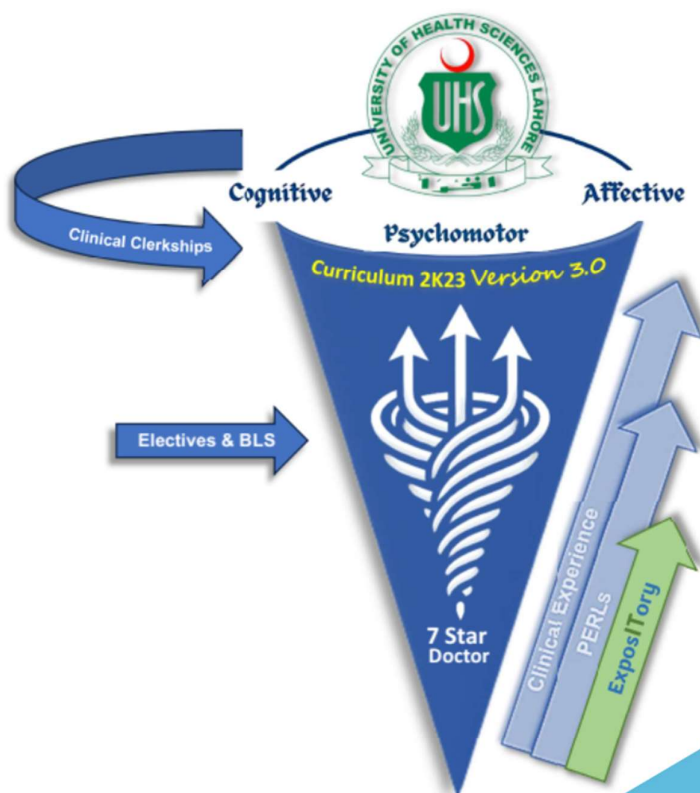 UNIVERSITY OF HEALTH SCIENCES LAHORE
UHS
Cognitive
Affective
Psychomotor
Clinical Clerkships
Curriculum 2K23 Version 3.0
Electives & BLS
7 Star
Doctor
Clinical Experience
PERLs
ExposITory